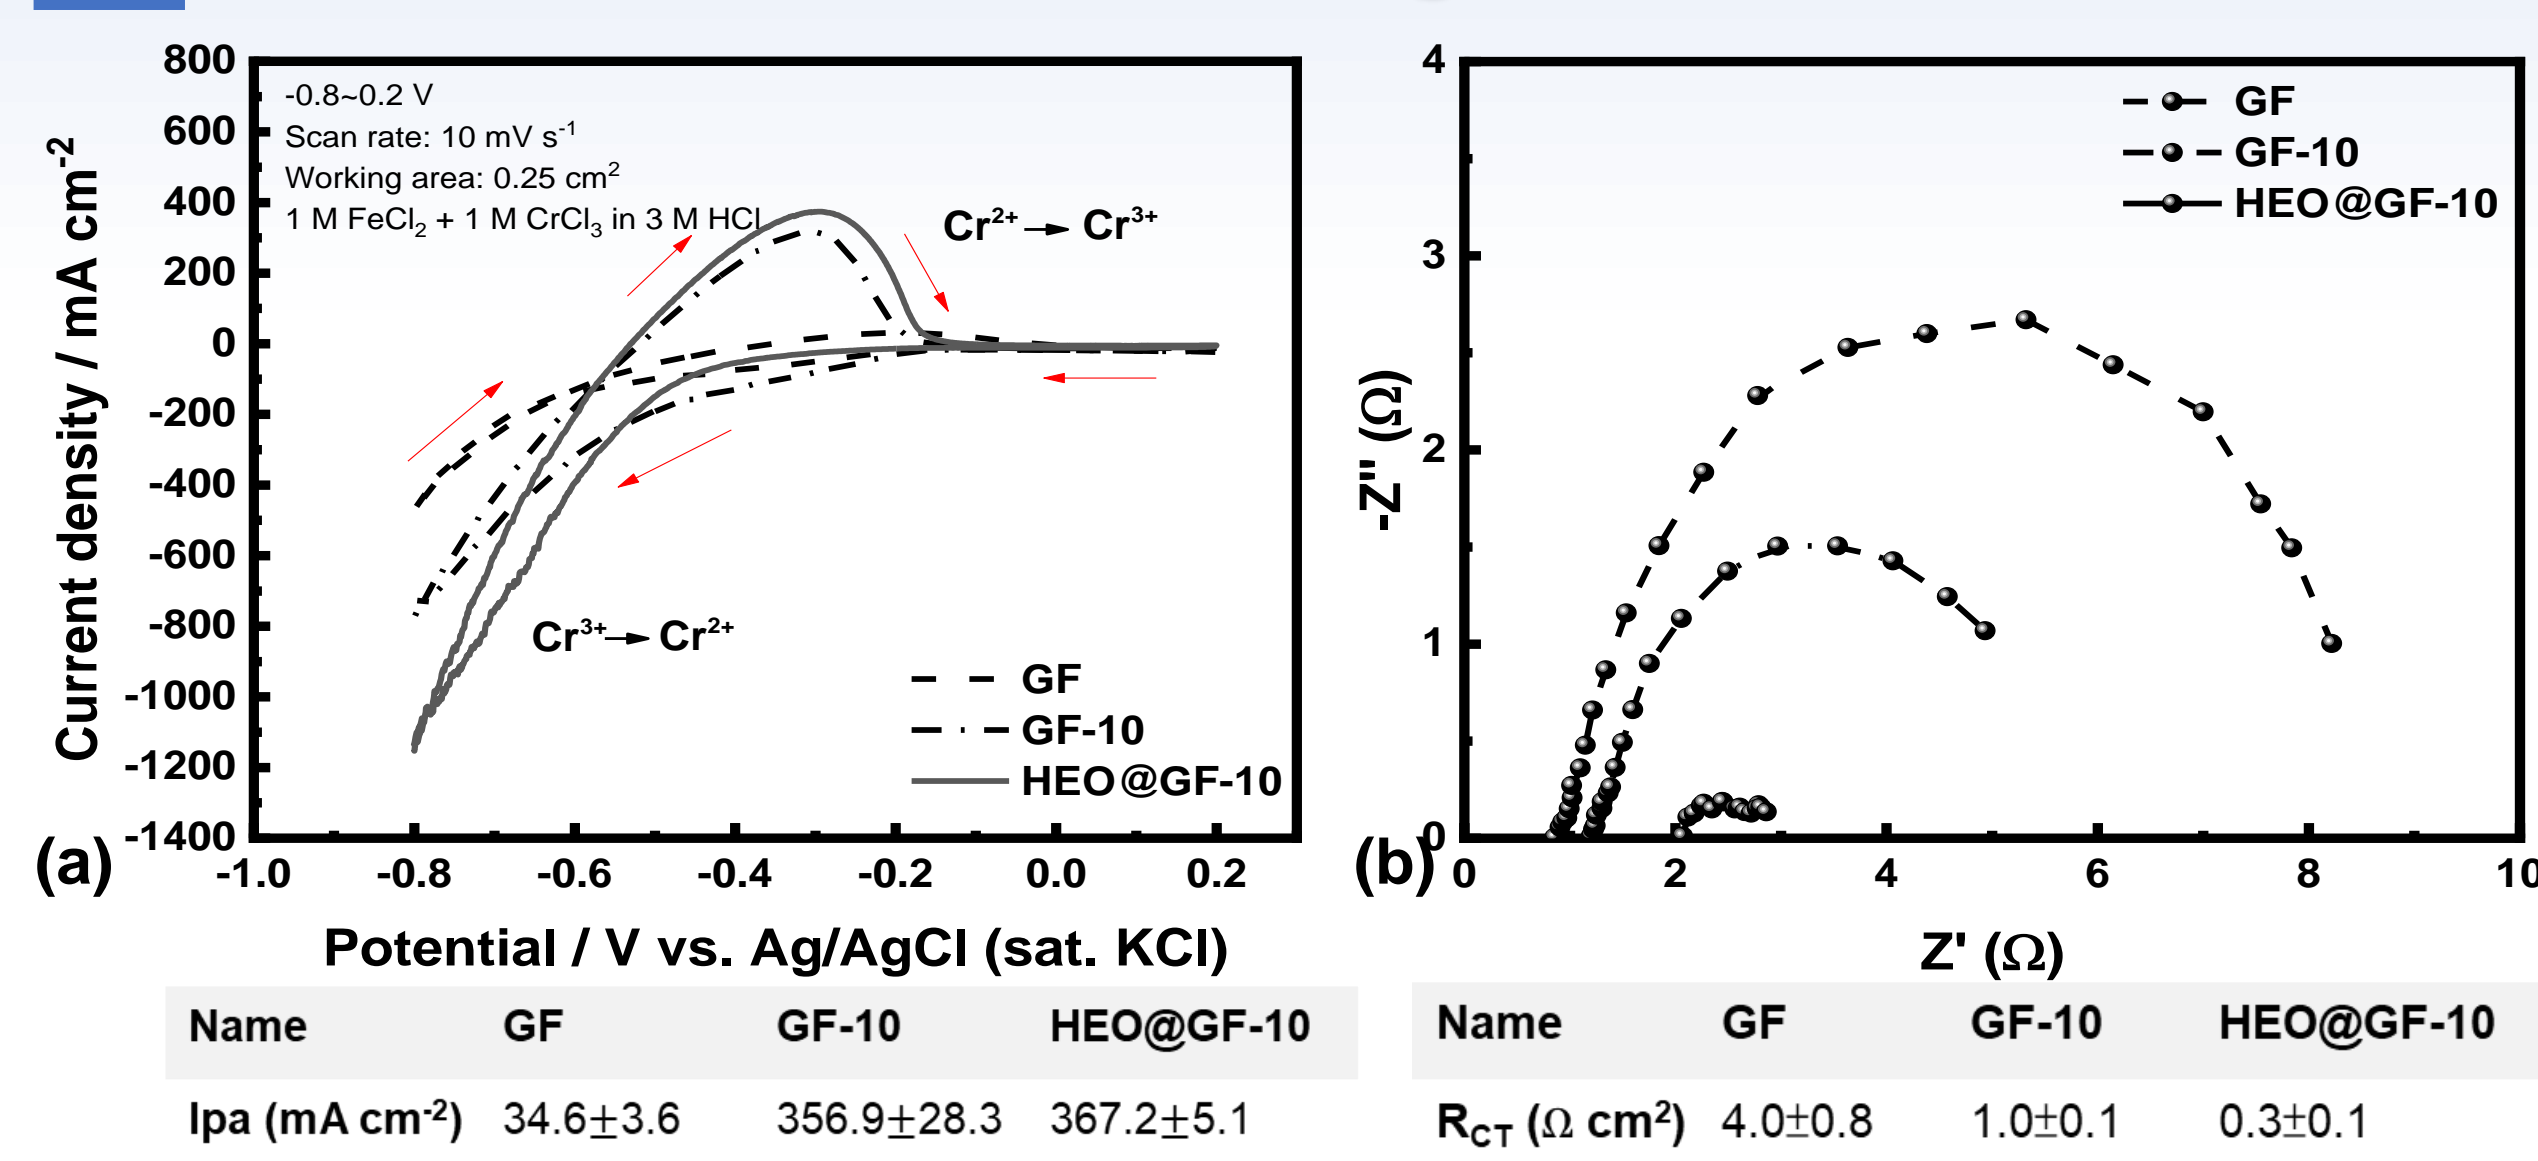 800
600
400
200
0
-200
-400
-600
-800
-1000
-1200
-1400
-1.0 -0.8 -0.6 -0.4 -0.2 0.0 0.2
Current density / mA cm⁻²
Potential / V vs. Ag/AgCl (sat. KCl)
-0.8~0.2 V
Scan rate: 10 mV s⁻¹
Working area: 0.25 cm²
1 M FeCl₂ + 1 M CrCl₃ in 3 M HCl
Cr²⁺ → Cr³⁺
Cr³⁺ → Cr²⁺
GF
GF-10
HEO@GF-10
(a)
Name GF GF-10 HEO@GF-10
Ipa (mA cm⁻²) 34.6±3.6 356.9±28.3 367.2±5.1
4
3
2
1
0
0 2 4 6 8 10
-Z'' (Ω)
Z' (Ω)
GF
GF-10
HEO@GF-10
(b)
Name GF GF-10 HEO@GF-10
R_CT (Ω cm²) 4.0±0.8 1.0±0.1 0.3±0.1